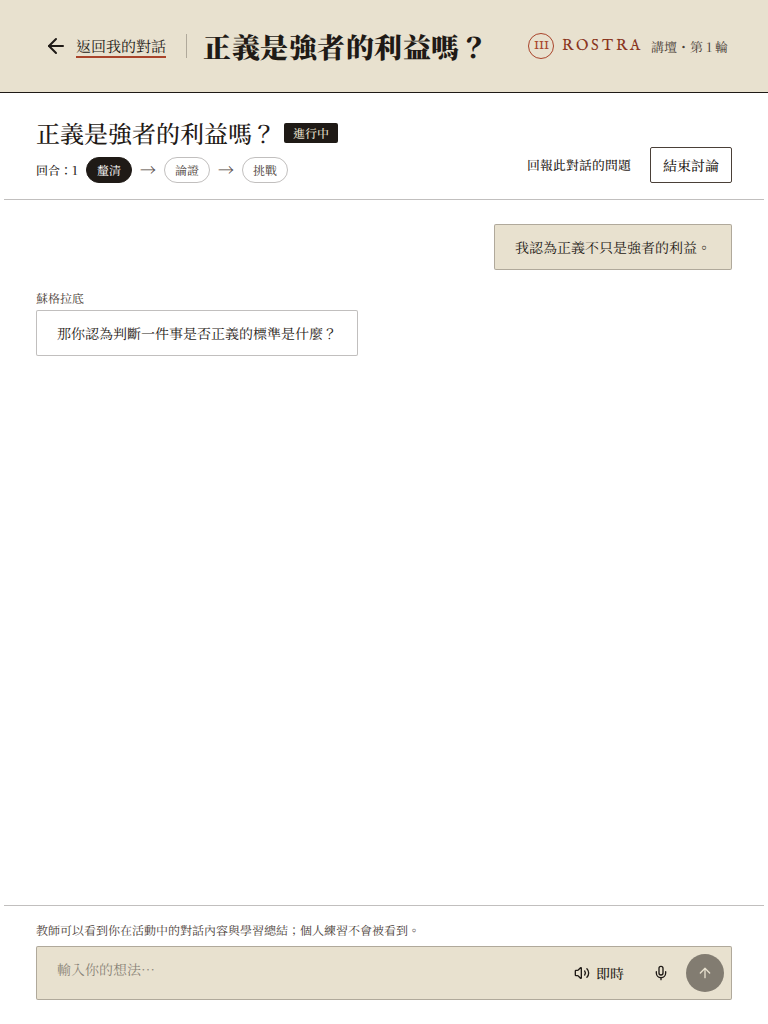 返回我的對話
正義是強者的利益嗎？
III ROSTRA 講壇・第 1 輪
正義是強者的利益嗎？ 進行中
回合：1 釐清 → 論證 → 挑戰
回報此對話的問題
結束討論
我認為正義不只是強者的利益。
蘇格拉底
那你認為判斷一件事是否正義的標準是什麼？
教師可以看到你在活動中的對話內容與學習總結；個人練習不會被看到。
輸入你的想法…
即時